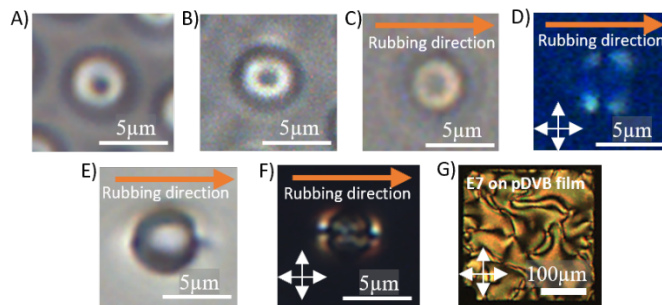 A)
5µm
B)
5µm
C)
Rubbing direction
5µm
D)
Rubbing direction
5µm
E)
Rubbing direction
5µm
F)
Rubbing direction
5µm
G)
E7 on pDVB film
100µm